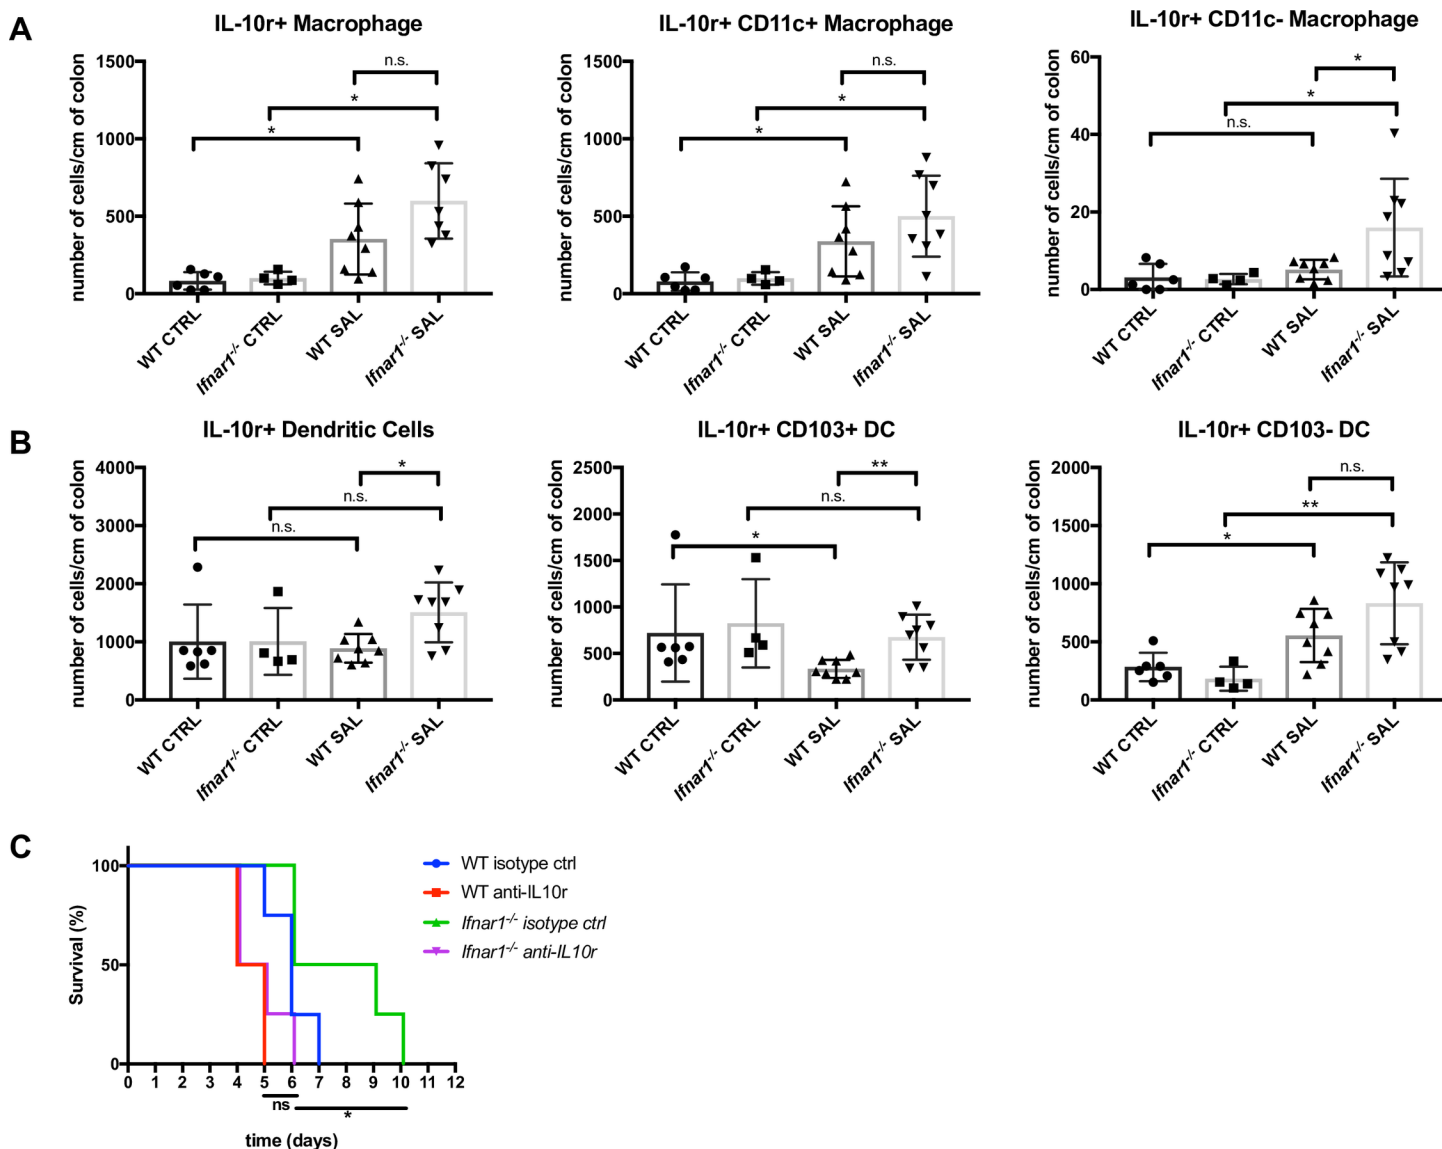 A
IL-10r+ Macrophage
number of cells/cm of colon
1500
1000
500
0
n.s.
*
*
WT CTRL
Ifnar1-/- CTRL
WT SAL
Ifnar1-/- SAL
IL-10r+ CD11c+ Macrophage
number of cells/cm of colon
1500
1000
500
0
n.s.
*
*
WT CTRL
Ifnar1-/- CTRL
WT SAL
Ifnar1-/- SAL
IL-10r+ CD11c- Macrophage
number of cells/cm of colon
60
40
20
0
*
*
n.s.
WT CTRL
Ifnar1-/- CTRL
WT SAL
Ifnar1-/- SAL
B
IL-10r+ Dendritic Cells
number of cells/cm of colon
4000
3000
2000
1000
0
*
n.s.
n.s.
WT CTRL
Ifnar1-/- CTRL
WT SAL
Ifnar1-/- SAL
IL-10r+ CD103+ DC
number of cells/cm of colon
2500
2000
1500
1000
500
0
**
n.s.
*
WT CTRL
Ifnar1-/- CTRL
WT SAL
Ifnar1-/- SAL
IL-10r+ CD103- DC
number of cells/cm of colon
2000
1500
1000
500
0
n.s.
**
*
WT CTRL
Ifnar1-/- CTRL
WT SAL
Ifnar1-/- SAL
C
Survival (%)
100
50
0
0 1 2 3 4 5 6 7 8 9 10 11 12
ns
*
time (days)
WT isotype ctrl
WT anti-IL10r
Ifnar1-/- isotype ctrl
Ifnar1-/- anti-IL10r